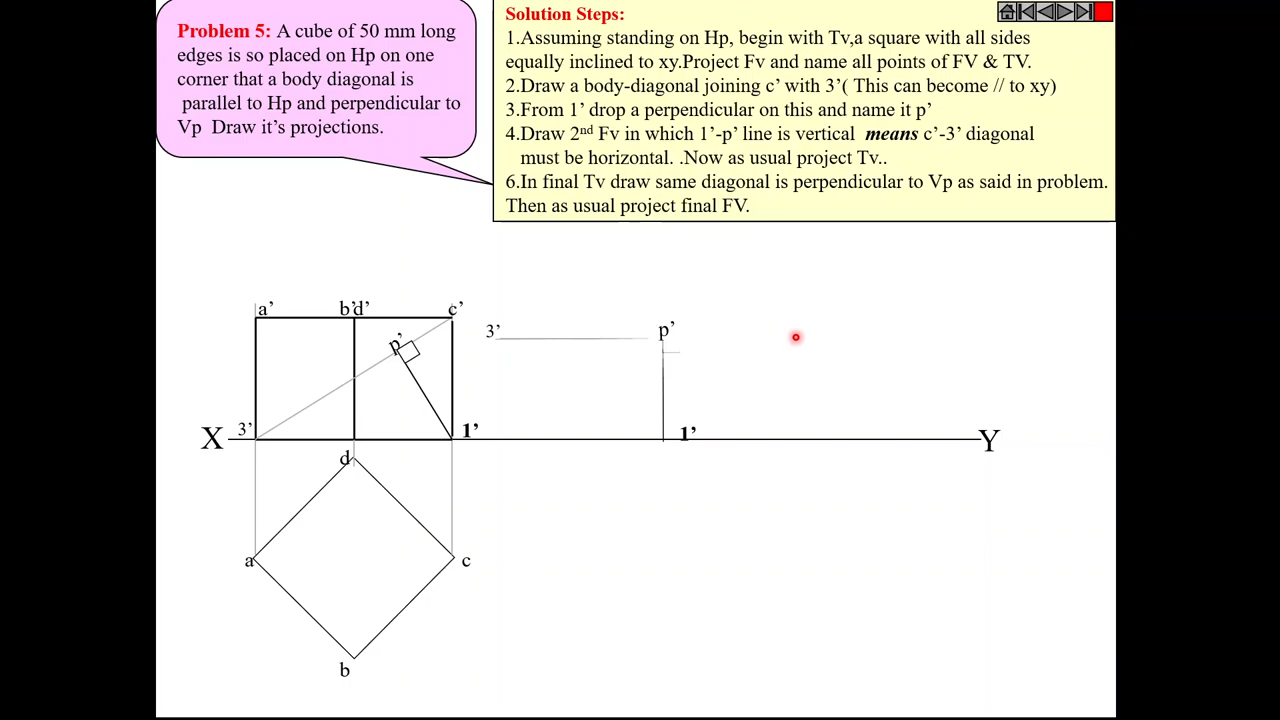 Problem 5: A cube of 50 mm long
edges is so placed on Hp on one
corner that a body diagonal is
parallel to Hp and perpendicular to
Vp Draw it’s projections.
Solution Steps:
1.Assuming standing on Hp, begin with Tv,a square with all sides
equally inclined to xy.Project Fv and name all points of FV & TV.
2.Draw a body-diagonal joining c’ with 3’( This can become // to xy)
3.From 1’ drop a perpendicular on this and name it p’
4.Draw 2nd Fv in which 1’-p’ line is vertical means c’-3’ diagonal
must be horizontal. .Now as usual project Tv..
6.In final Tv draw same diagonal is perpendicular to Vp as said in problem.
Then as usual project final FV.
a’ b’d’ c’
p’
3’ p’
X 3’ 1’ 1’ Y
d
a c
b